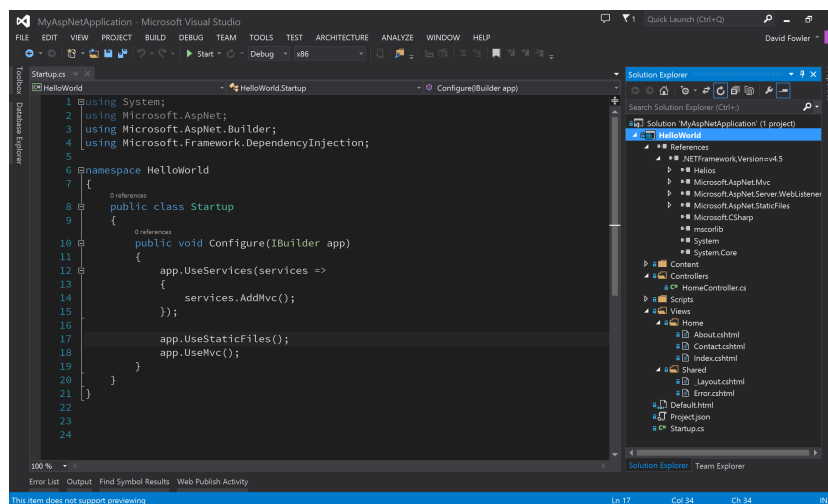 MyAspNetApplication - Microsoft Visual Studio
1
Quick Launch (Ctrl+Q)
FILE EDIT VIEW PROJECT BUILD DEBUG TEAM TOOLS TEST ARCHITECTURE ANALYZE WINDOW HELP
David Fowler
Start Debug x86
Toolbox
Database Explorer
Startup.cs
HelloWorld
HelloWorld.Startup
Configure(IBuilder app)
1 using System;
2 using Microsoft.AspNet;
3 using Microsoft.AspNet.Builder;
4 using Microsoft.Framework.DependencyInjection;
5
6 namespace HelloWorld
7 {
0 references
8 public class Startup
9 {
0 references
10 public void Configure(IBuilder app)
11 {
12 app.UseServices(services =>
13 {
14 services.AddMvc();
15 });
16
17 app.UseStaticFiles();
18 app.UseMvc();
19 }
20 }
21 }
22
23
24
100 %
Solution Explorer
Search Solution Explorer (Ctrl+;)
Solution 'MyAspNetApplication' (1 project)
HelloWorld
References
.NETFramework,Version=v4.5
Helios
Microsoft.AspNet.Mvc
Microsoft.AspNet.Server.WebListener
Microsoft.AspNet.StaticFiles
Microsoft.CSharp
mscorlib
System
System.Core
Content
Controllers
C# HomeController.cs
Scripts
Views
Home
About.cshtml
Contact.cshtml
Index.cshtml
Shared
_Layout.cshtml
Error.cshtml
Default.html
Project.json
C# Startup.cs
Solution Explorer Team Explorer
Error List Output Find Symbol Results Web Publish Activity
This item does not support previewing
Ln 17 Col 34 Ch 34 IN